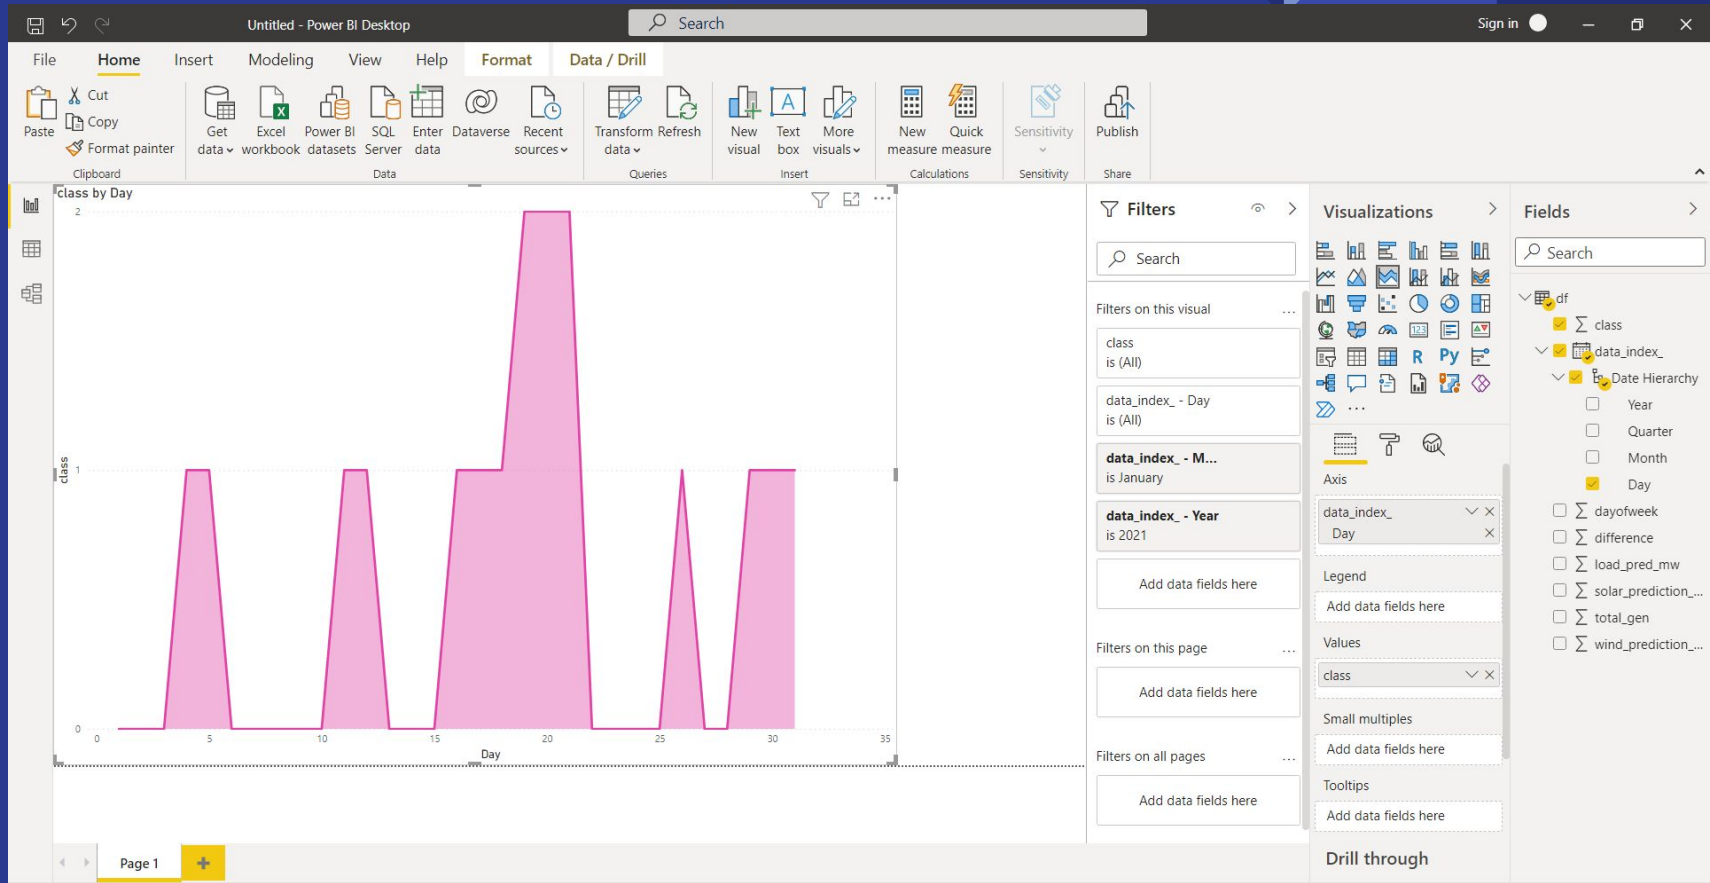 Untitled - Power BI Desktop
Search
Sign in
File Home Insert Modeling View Help Format Data / Drill
Paste
Cut
Copy
Format painter
Clipboard
Get data
Excel workbook
Power BI datasets
SQL Server
Enter data
Dataverse
Recent sources
Data
Transform data
Refresh
Queries
New visual
Text box
More visuals
Insert
New measure
Quick measure
Calculations
Sensitivity
Sensitivity
Publish
Share
class by Day
2
1
0
class
0 5 10 15 20 25 30 35
Day
Filters
Search
Filters on this visual ...
class
is (All)
data_index_ - Day
is (All)
data_index_ - M...
is January
data_index_ - Year
is 2021
Add data fields here
Filters on this page ...
Add data fields here
Filters on all pages ...
Add data fields here
Visualizations
123
R Py
...
Axis
data_index_
Day
Legend
Add data fields here
Values
class
Small multiples
Add data fields here
Tooltips
Add data fields here
Drill through
Fields
Search
df
class
data_index_
Date Hierarchy
Year
Quarter
Month
Day
dayofweek
difference
load_pred_mw
solar_prediction_...
total_gen
wind_prediction_...
Page 1